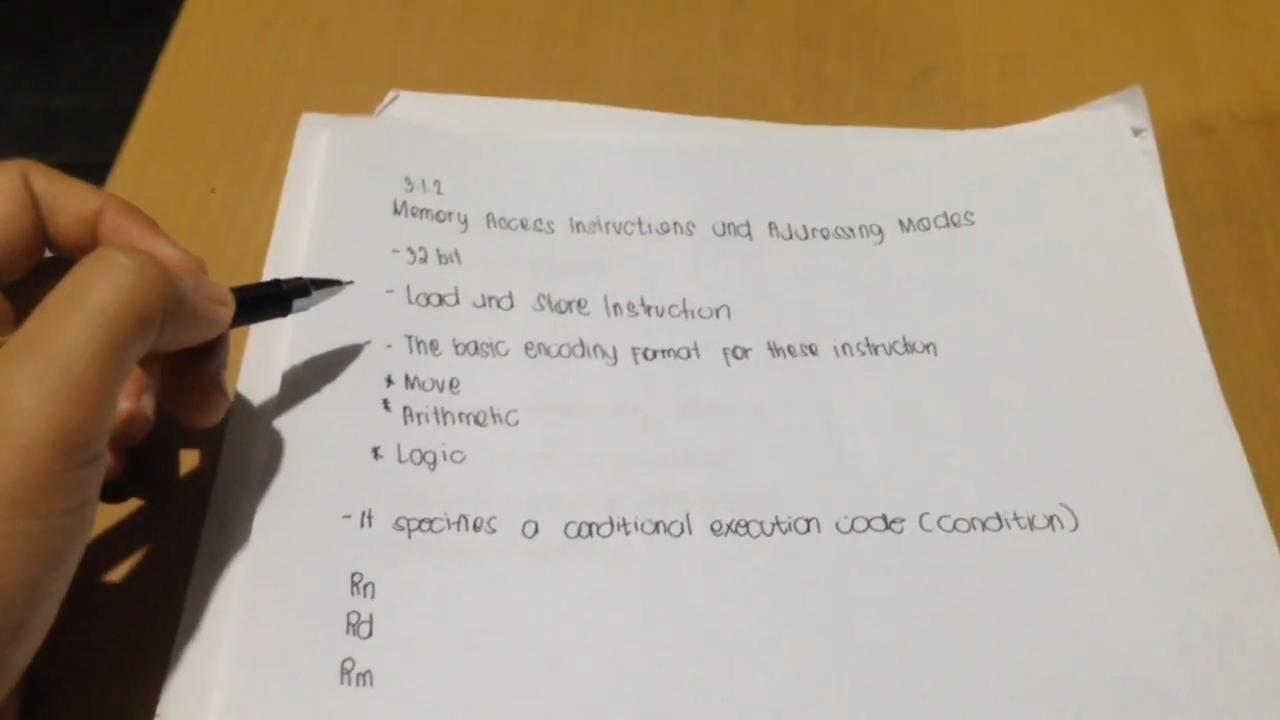 3.1.2
Memory Access Instructions and Addressing Modes
- 32 bit
- Load and Store Instruction
- The basic encoding format for these instruction
* Move
* Arithmetic
* Logic
- It specifies a conditional execution code (condition)
Rn
Rd
Rm